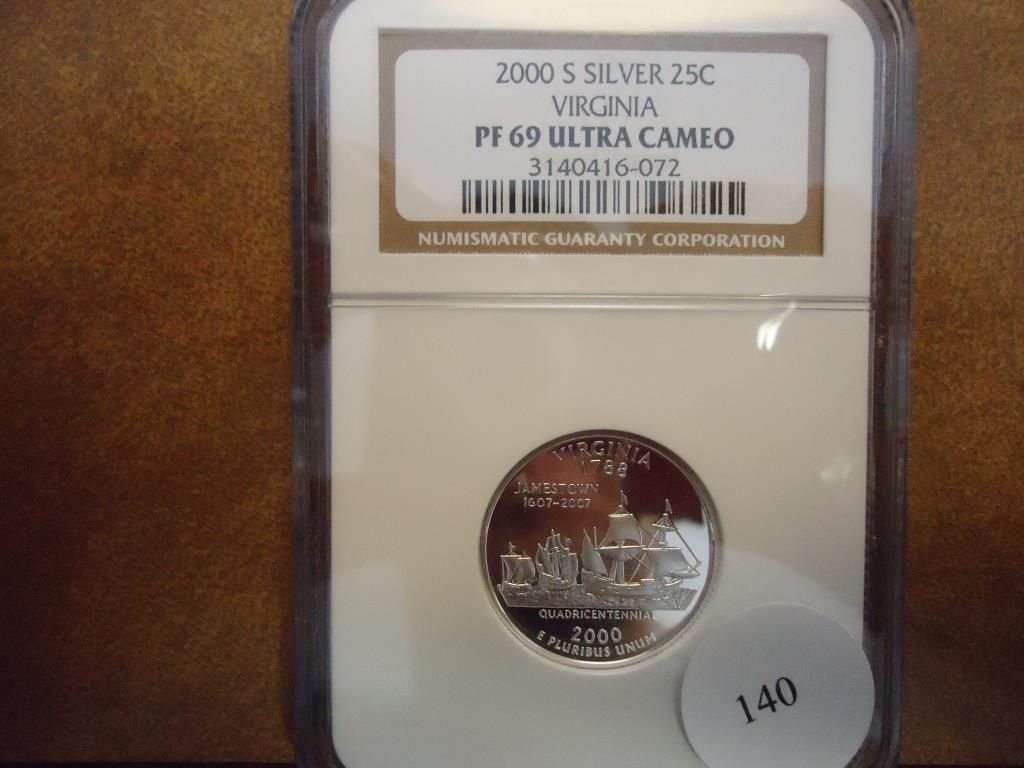 2000 S SILVER 25C
VIRGINIA
PF 69 ULTRA CAMEO
3140416-072
NUMISMATIC GUARANTY CORPORATION
VIRGINIA
1788
JAMESTOWN
1607-2007
QUADRICENTENNIAL
2000
E PLURIBUS UNUM
140